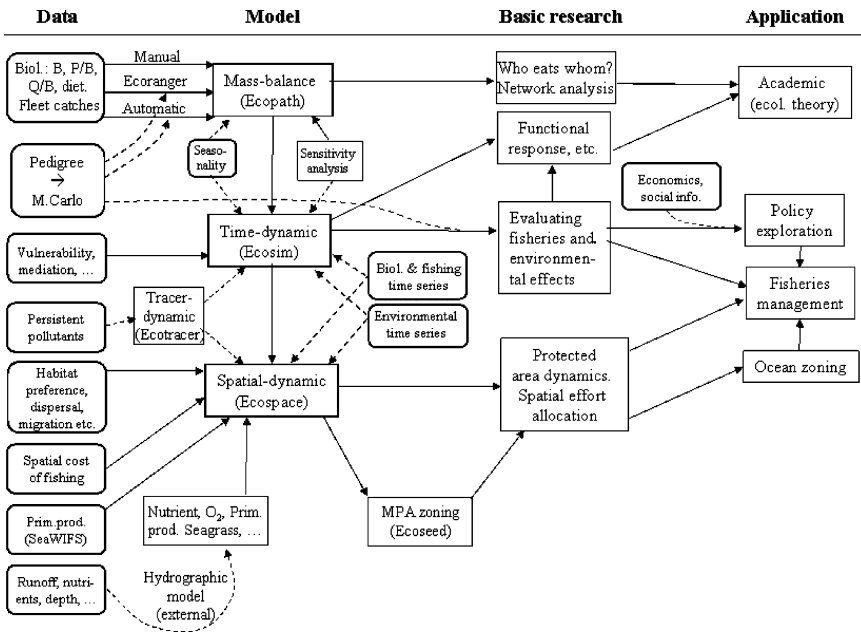 Data
Model
Basic research
Application
Biol.: B, P/B,
Q/B, diet.
Fleet catches
Manual
Ecoranger
Automatic
Mass-balance
(Ecopath)
Who eats whom?
Network analysis
Academic
(ecol. theory)
Pedigree
→
M.Carlo
Seaso-
nality
Sensitivity
analysis
Functional
response, etc.
Economics,
social info.
Vulnerability,
mediation, …
Time-dynamic
(Ecosim)
Evaluating
fisheries and
environmen-
tal effects
Policy
exploration
Biol. & fishing
time series
Fisheries
management
Persistent
pollutants
Tracer-
dynamic
(Ecotracer)
Environmental
time series
Habitat
preference,
dispersal,
migration etc.
Spatial-dynamic
(Ecospace)
Protected
area dynamics.
Spatial effort
allocation
Ocean zoning
Spatial cost
of fishing
Prim.prod.
(SeaWIFS)
Nutrient, O2, Prim.
prod. Seagrass, …
MPA zoning
(Ecoseed)
Runoff, nutri-
ents, depth, …
Hydrographic
model
(external)